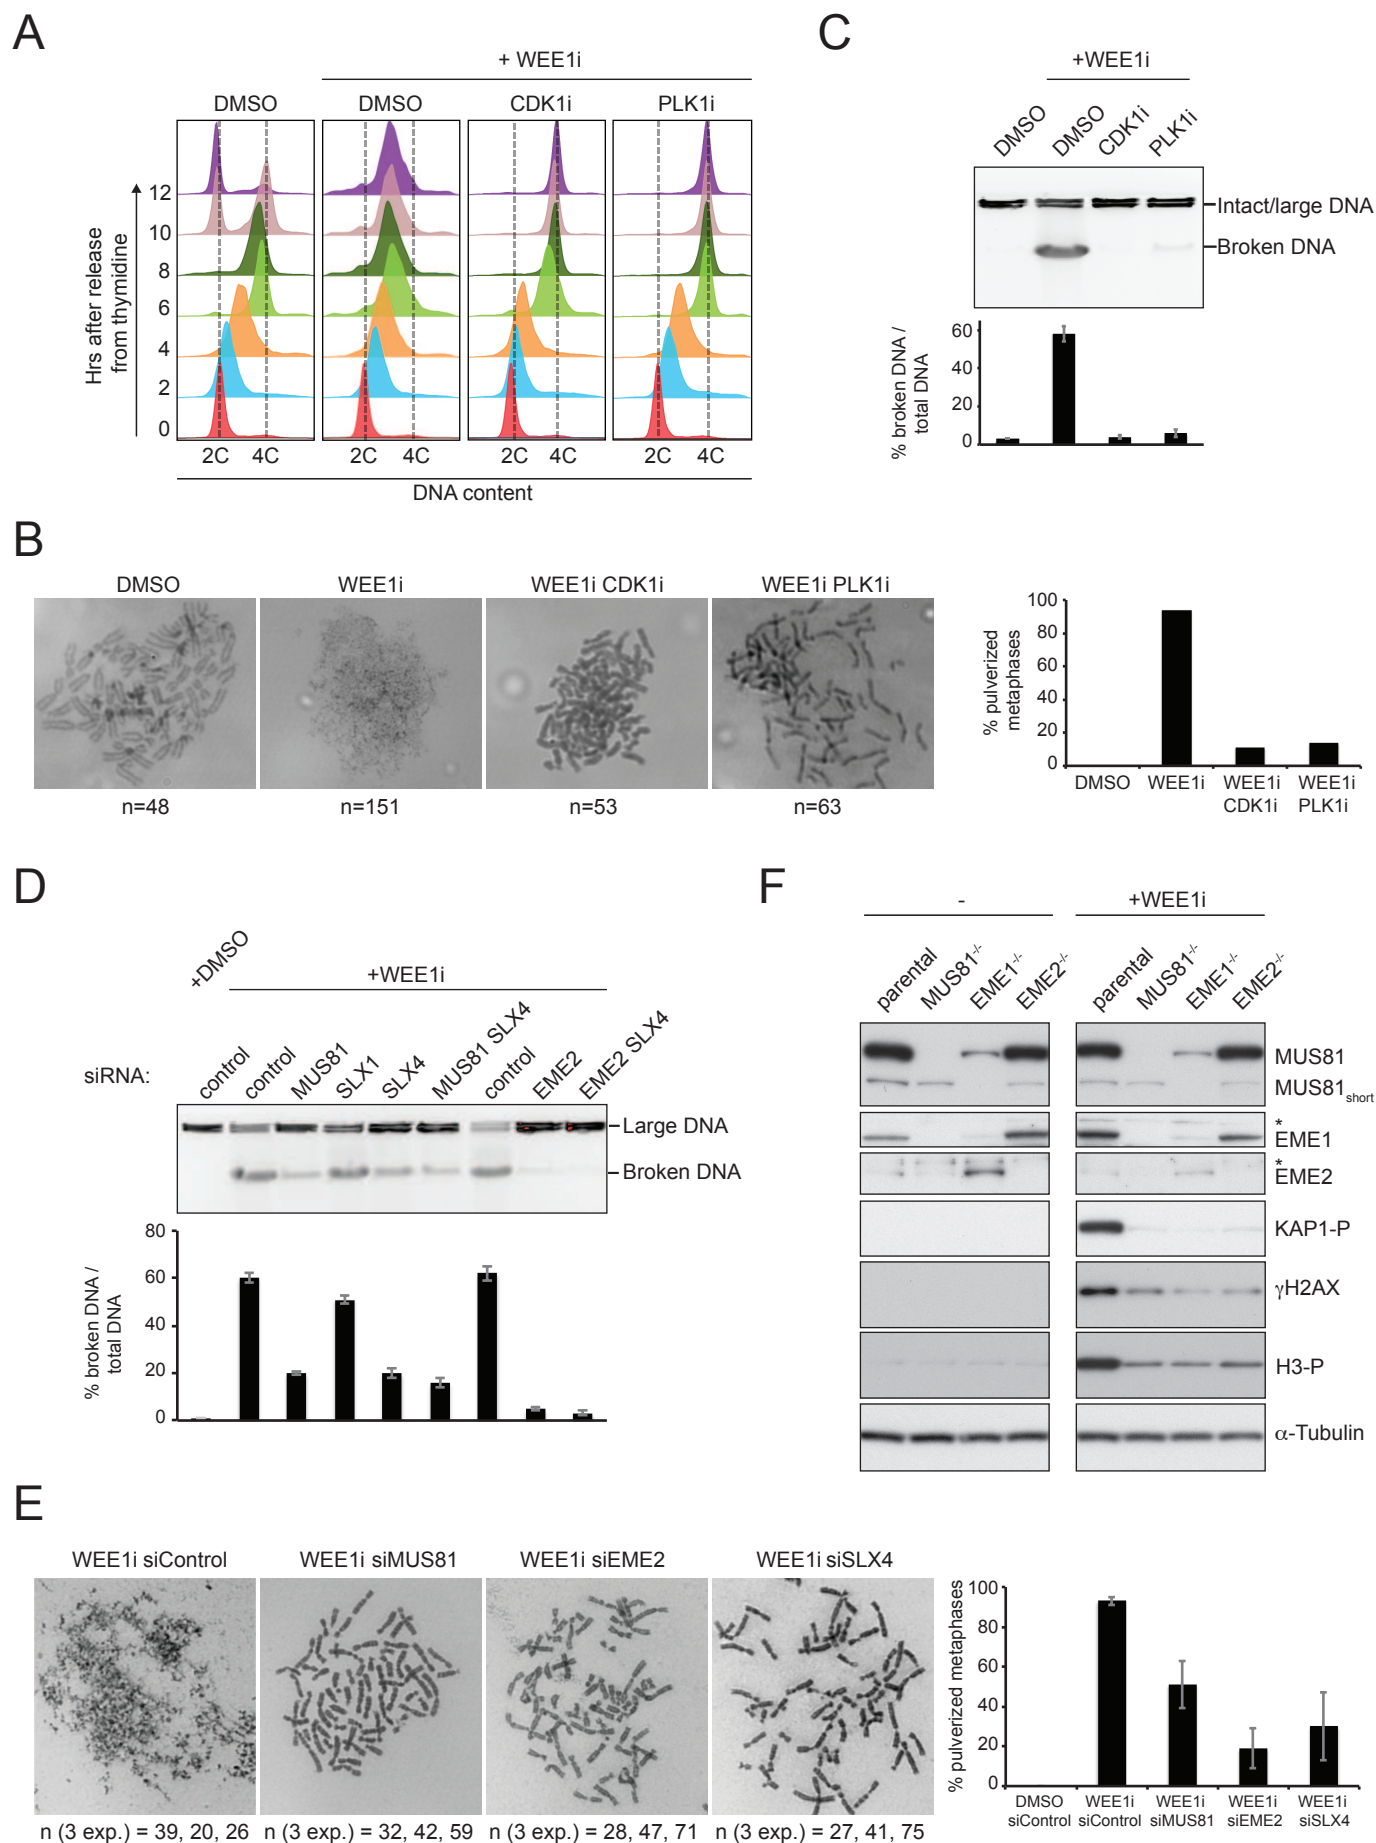 A
+ WEE1i
DMSO
DMSO
CDK1i
PLK1i
Hrs after release
from thymidine
12
10
8
6
4
2
0
2C 4C
2C 4C
2C 4C
2C 4C
DNA content
C
+WEE1i
DMSO
DMSO
CDK1i
PLK1i
Intact/large DNA
Broken DNA
% broken DNA /
total DNA
60
40
20
0
B
DMSO
WEE1i
WEE1i CDK1i
WEE1i PLK1i
n=48
n=151
n=53
n=63
% pulverized
metaphases
100
80
60
40
20
0
DMSO
WEE1i
WEE1i
CDK1i
WEE1i
PLK1i
D
+DMSO
+WEE1i
siRNA:
control
control
MUS81
SLX1
SLX4
MUS81 SLX4
control
EME2
EME2 SLX4
Large DNA
Broken DNA
% broken DNA /
total DNA
80
60
40
20
0
F
-
+WEE1i
parental
MUS81-/-
EME1-/-
EME2-/-
parental
MUS81-/-
EME1-/-
EME2-/-
MUS81
MUS81short
*
EME1
*
EME2
KAP1-P
γH2AX
H3-P
α-Tubulin
E
WEE1i siControl
WEE1i siMUS81
WEE1i siEME2
WEE1i siSLX4
n (3 exp.) = 39, 20, 26
n (3 exp.) = 32, 42, 59
n (3 exp.) = 28, 47, 71
n (3 exp.) = 27, 41, 75
% pulverized metaphases
100
80
60
40
20
0
DMSO
siControl
WEE1i
siControl
WEE1i
siMUS81
WEE1i
siEME2
WEE1i
siSLX4